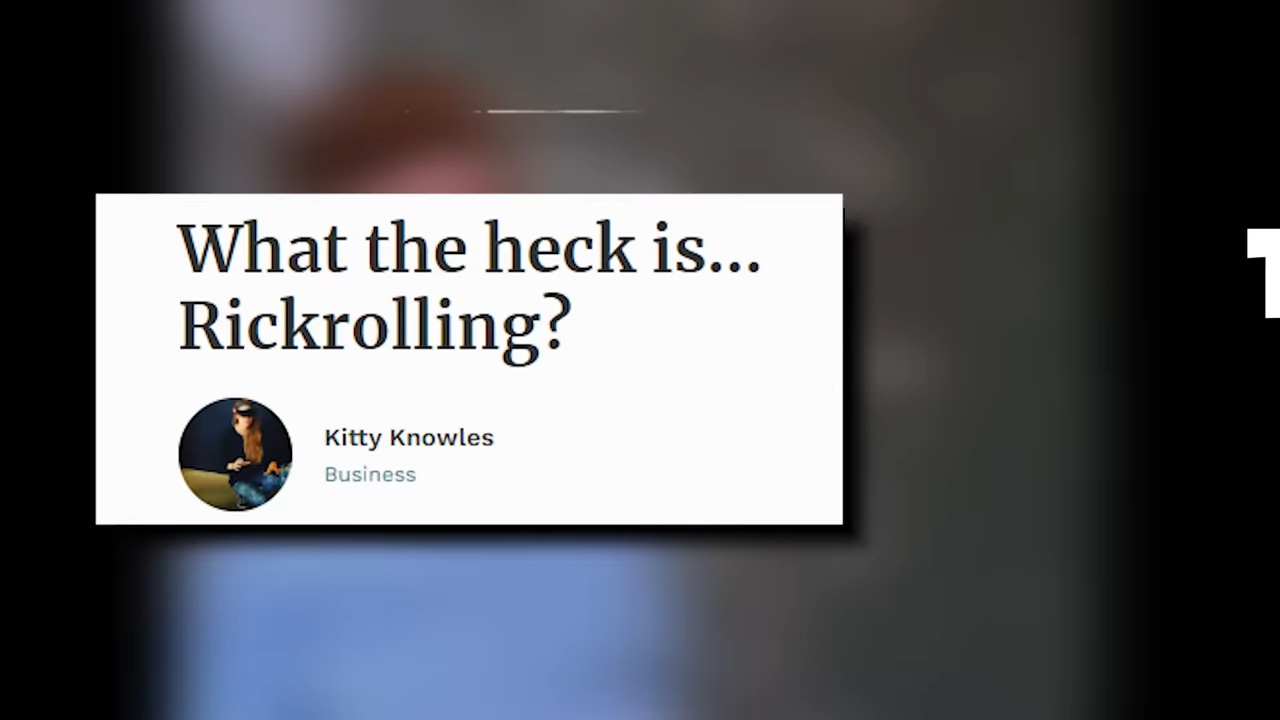 What the heck is...
Rickrolling?
Kitty Knowles
Business